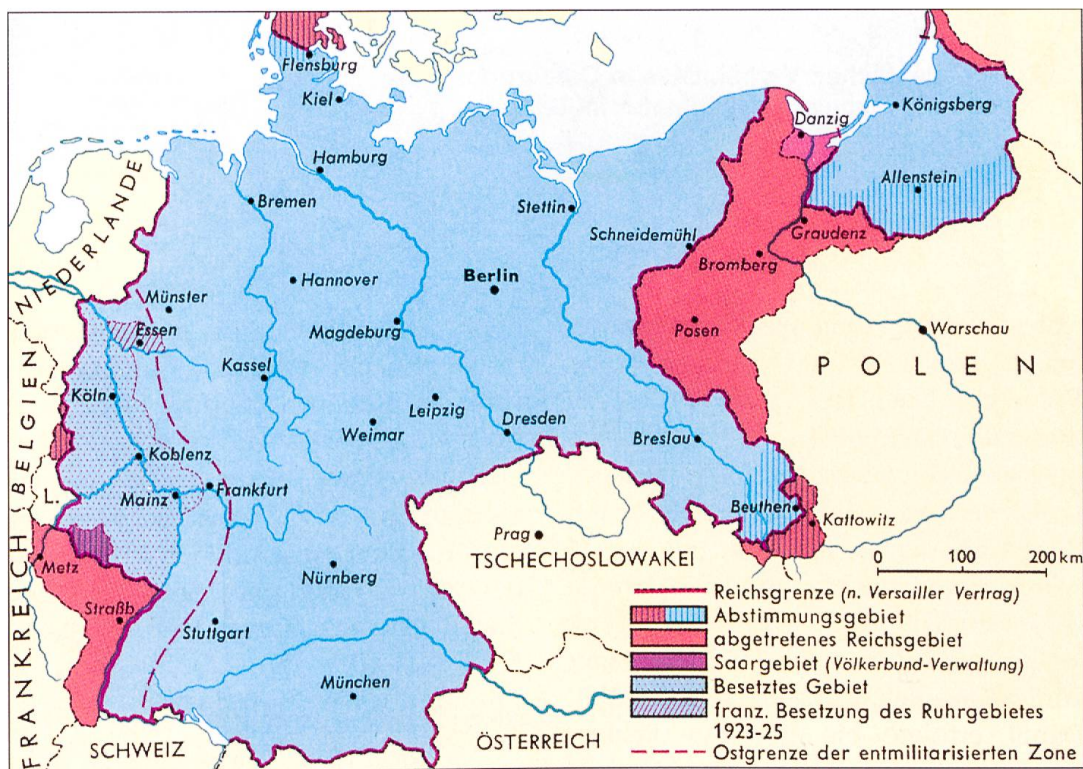 Flensburg
Kiel
Königsberg
Danzig
Hamburg
Allenstein
Bremen
Stettin
Graudenz
Schneidemühl
Bromberg
NIEDERLANDE
Hannover
Berlin
Münster
Magdeburg
Posen
Warschau
Essen
POLEN
Kassel
BELGIEN
Köln
Leipzig
Weimar
Dresden
Breslau
Koblenz
L.
Mainz
Frankfurt
Beuthen
Kattowitz
Prag
TSCHECHOSLOWAKEI
0 100 200 km
FRANKREICH
Metz
Nürnberg
Straßb.
Stuttgart
München
SCHWEIZ
ÖSTERREICH
Reichsgrenze (n. Versailler Vertrag)
Abstimmungsgebiet
abgetretenes Reichsgebiet
Saargebiet (Völkerbund-Verwaltung)
Besetztes Gebiet
franz. Besetzung des Ruhrgebietes
1923-25
Ostgrenze der entmilitarisierten Zone